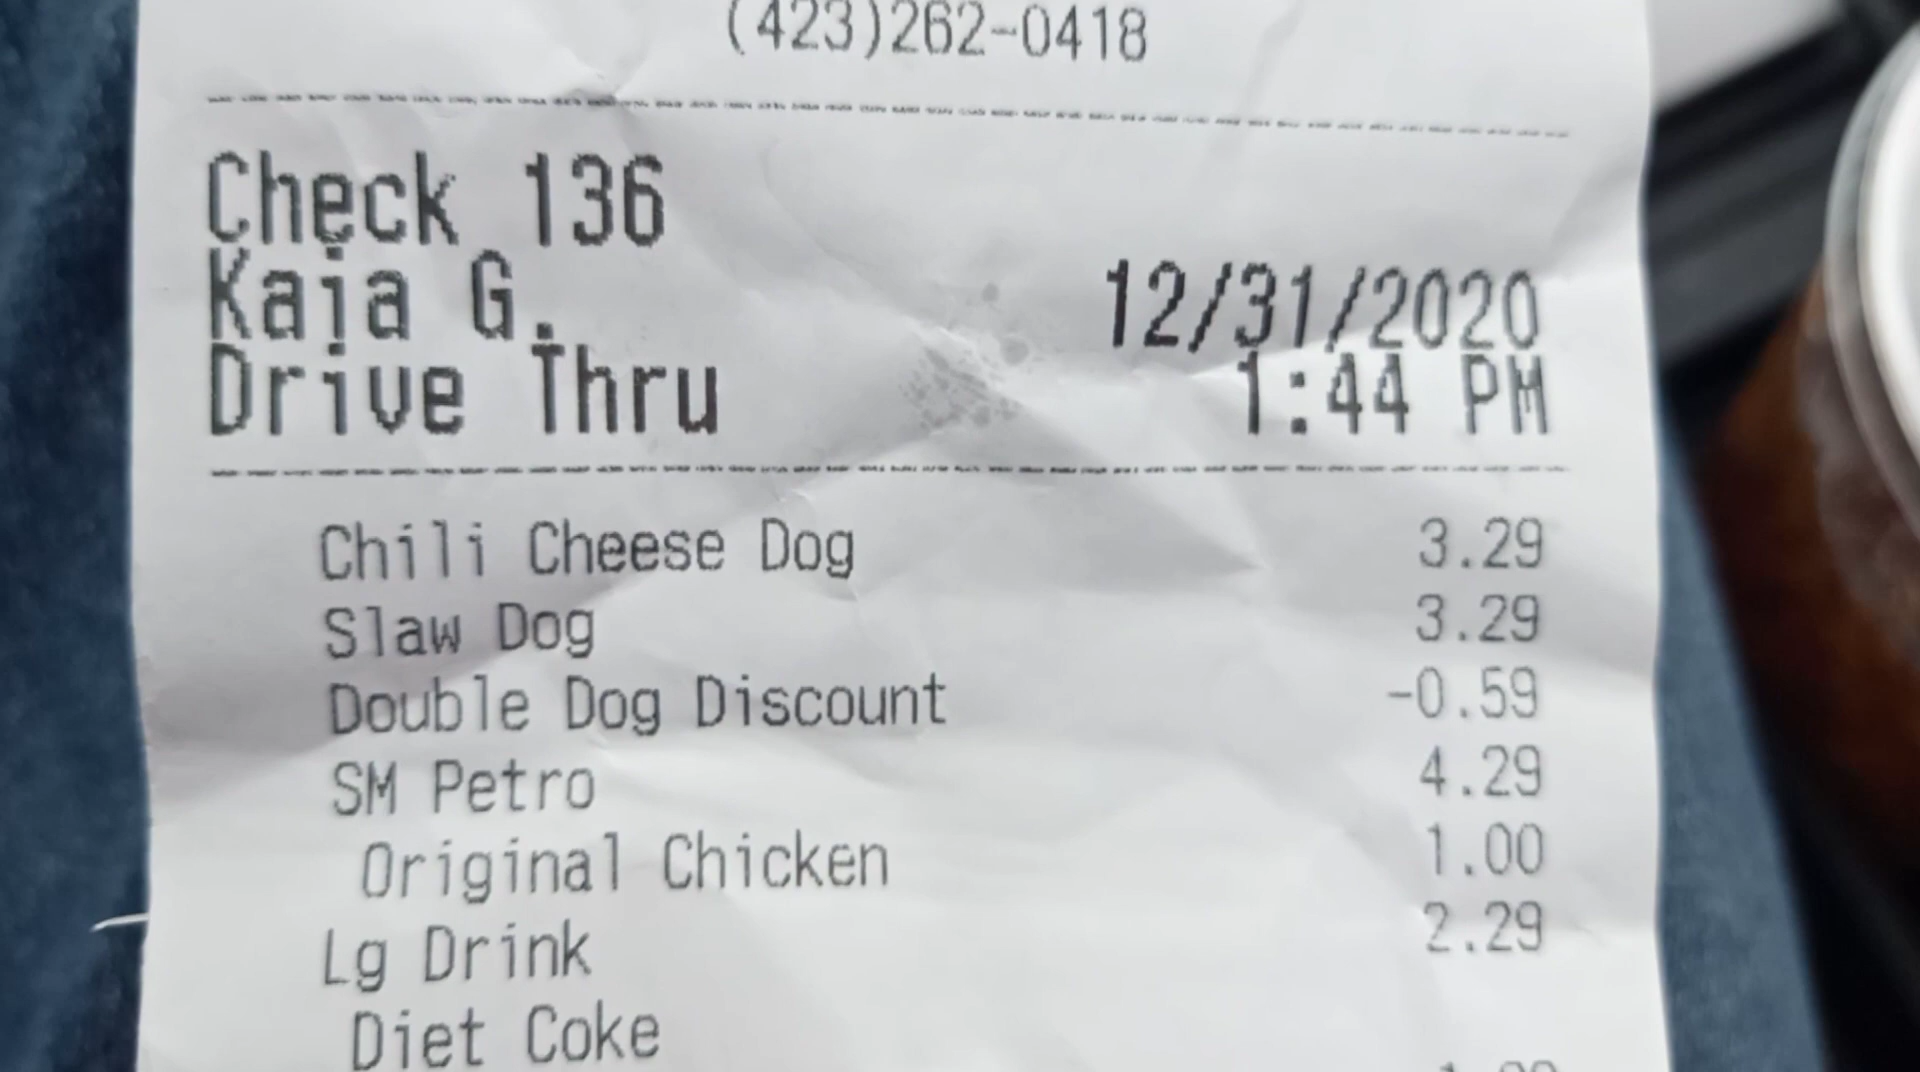 (423)262-0418
Check 136
Kaja G. 12/31/2020
Drive Thru 1:44 PM
Chili Cheese Dog 3.29
Slaw Dog 3.29
Double Dog Discount -0.59
SM Petro 4.29
Original Chicken 1.00
Lg Drink 2.29
Diet Coke